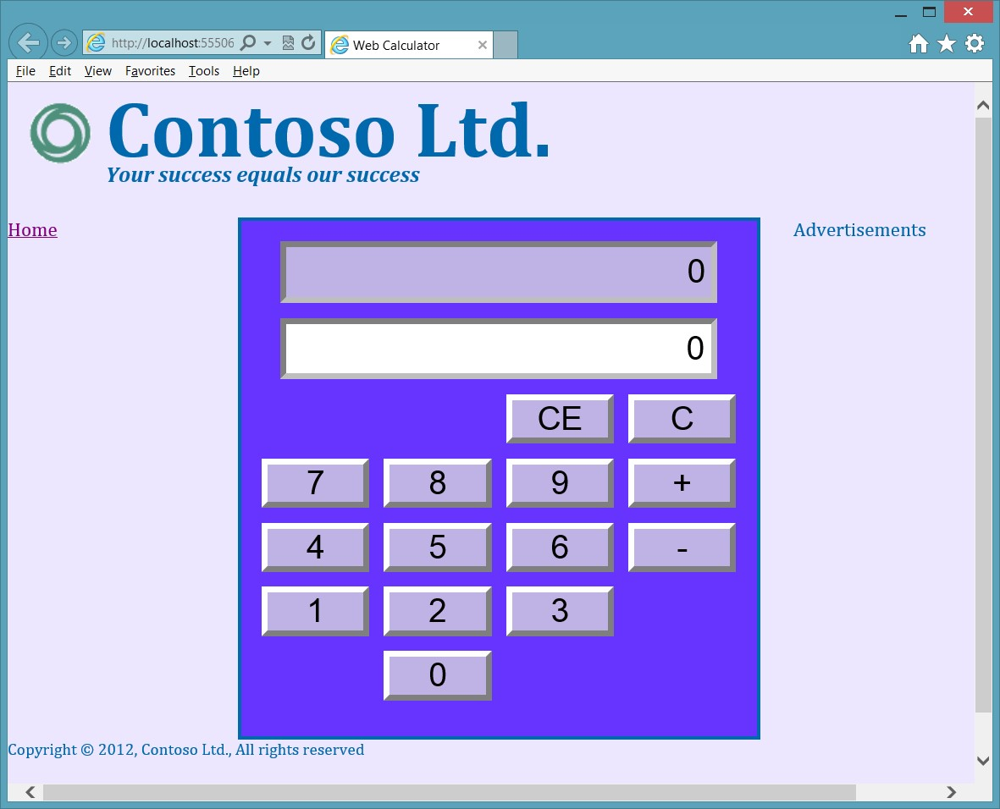 http://localhost:55506
Web Calculator
File Edit View Favorites Tools Help
Contoso Ltd.
Your success equals our success
Home
Advertisements
0
0
CE C
7 8 9 +
4 5 6 -
1 2 3
0
Copyright © 2012, Contoso Ltd., All rights reserved